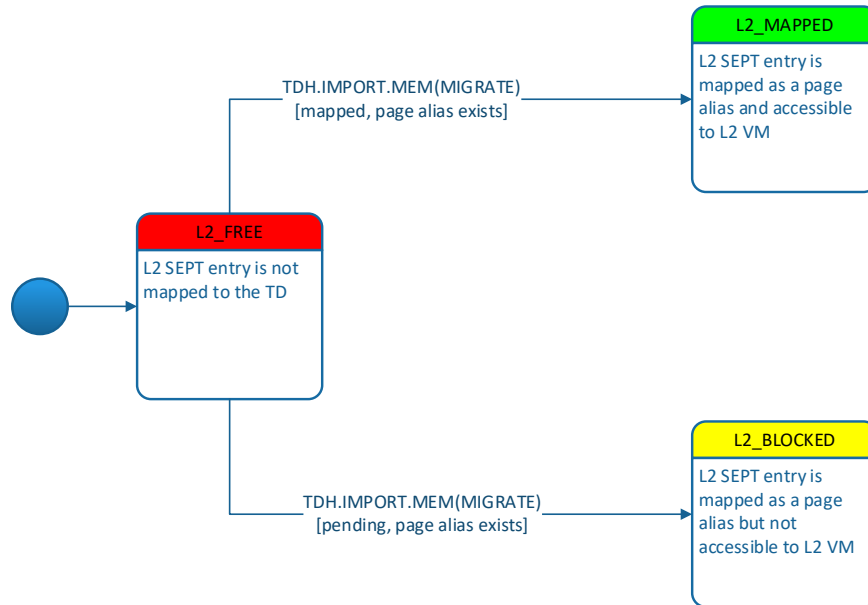 L2_MAPPED
L2 SEPT entry is
mapped as a page
alias and accessible
to L2 VM
TDH.IMPORT.MEM(MIGRATE)
[mapped, page alias exists]
L2_FREE
L2 SEPT entry is not
mapped to the TD
TDH.IMPORT.MEM(MIGRATE)
[pending, page alias exists]
L2_BLOCKED
L2 SEPT entry is
mapped as a page
alias but not
accessible to L2 VM